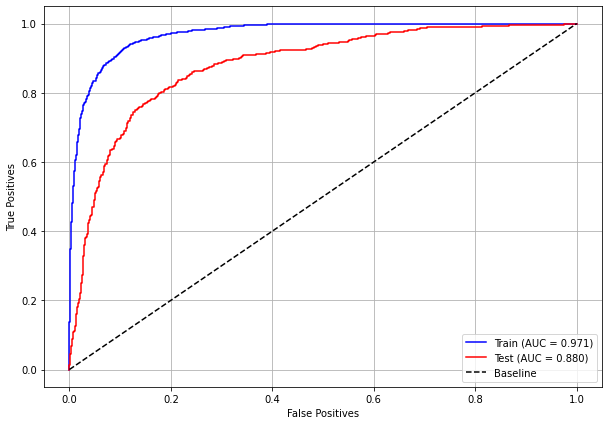 True Positives
1.0
0.8
0.6
0.4
0.2
0.0
0.0
0.2
0.4
0.6
0.8
1.0
False Positives
Train (AUC = 0.971)
Test (AUC = 0.880)
Baseline